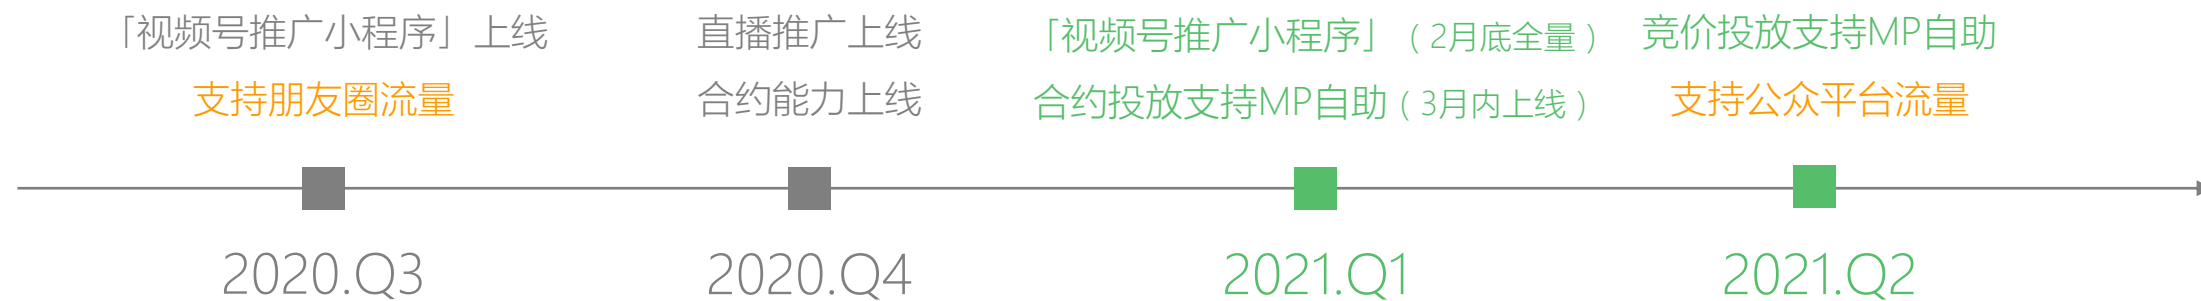 「视频号推广小程序」上线
支持朋友圈流量
直播推广上线
合约能力上线
「视频号推广小程序」（2月底全量）
合约投放支持MP自助（3月内上线）
竞价投放支持MP自助
支持公众平台流量
2020.Q3
2020.Q4
2021.Q1
2021.Q2